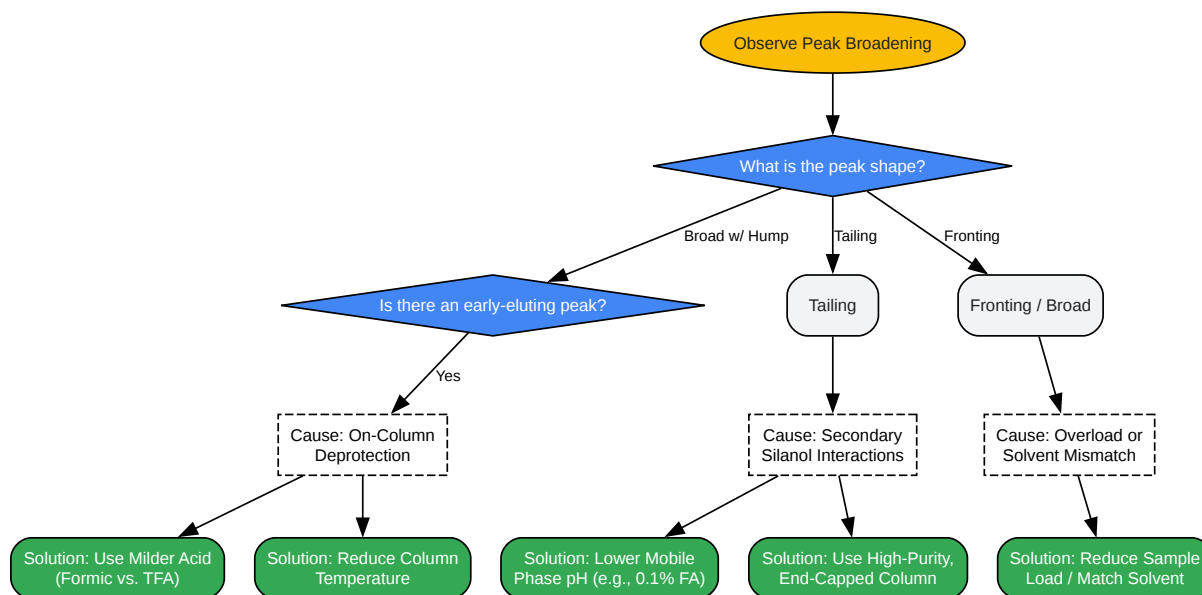 Observe Peak Broadening
What is the peak shape?
Broad w/ Hump
Tailing
Fronting
Is there an early-eluting peak?
Tailing
Fronting / Broad
Yes
Cause: On-Column
Deprotection
Cause: Secondary
Silanol Interactions
Cause: Overload or
Solvent Mismatch
Solution: Use Milder Acid
(Formic vs. TFA)
Solution: Reduce Column
Temperature
Solution: Lower Mobile
Phase pH (e.g., 0.1% FA)
Solution: Use High-Purity,
End-Capped Column
Solution: Reduce Sample
Load / Match Solvent